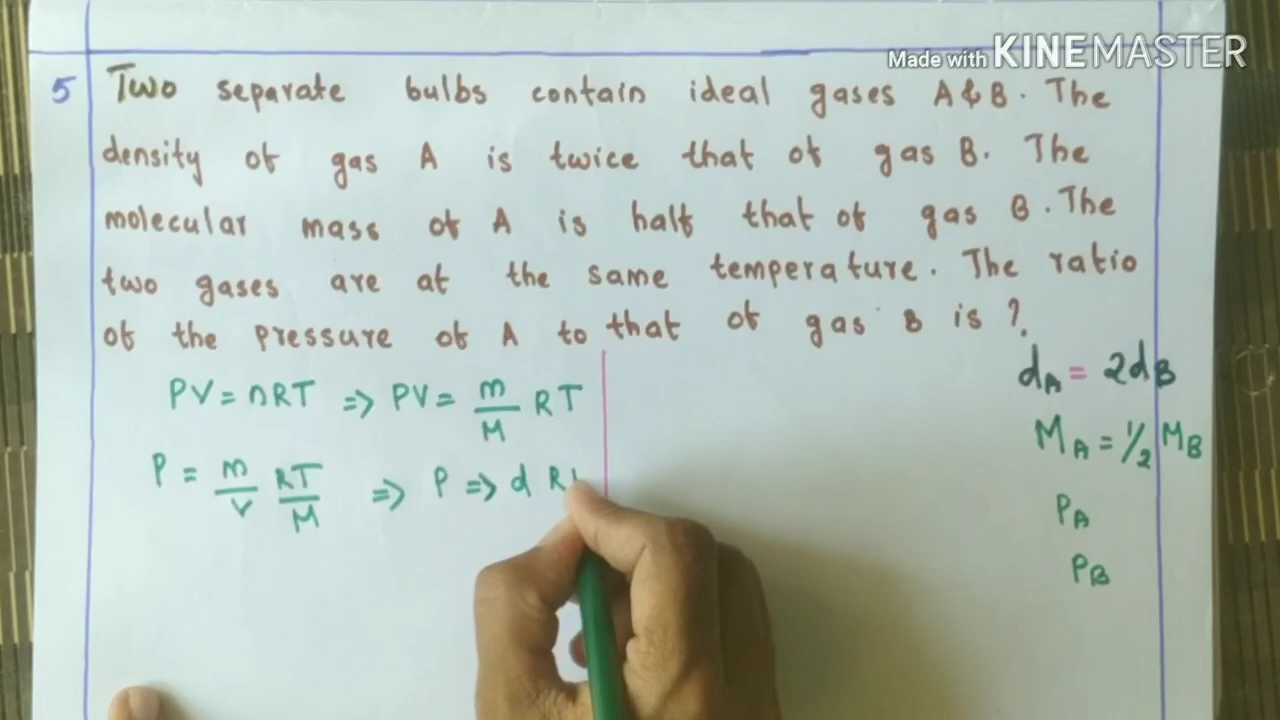 Made with KINEMASTER
5 Two separate bulbs contain ideal gases A & B. The
density of gas A is twice that of gas B. The
molecular mass of A is half that of gas B. The
two gases are at the same temperature. The ratio
of the pressure of A to that of gas B is ?
PV = nRT => PV = m/M RT
P = m/V RT/M => P => d R
dA = 2dB
MA = 1/2 MB
PA
PB